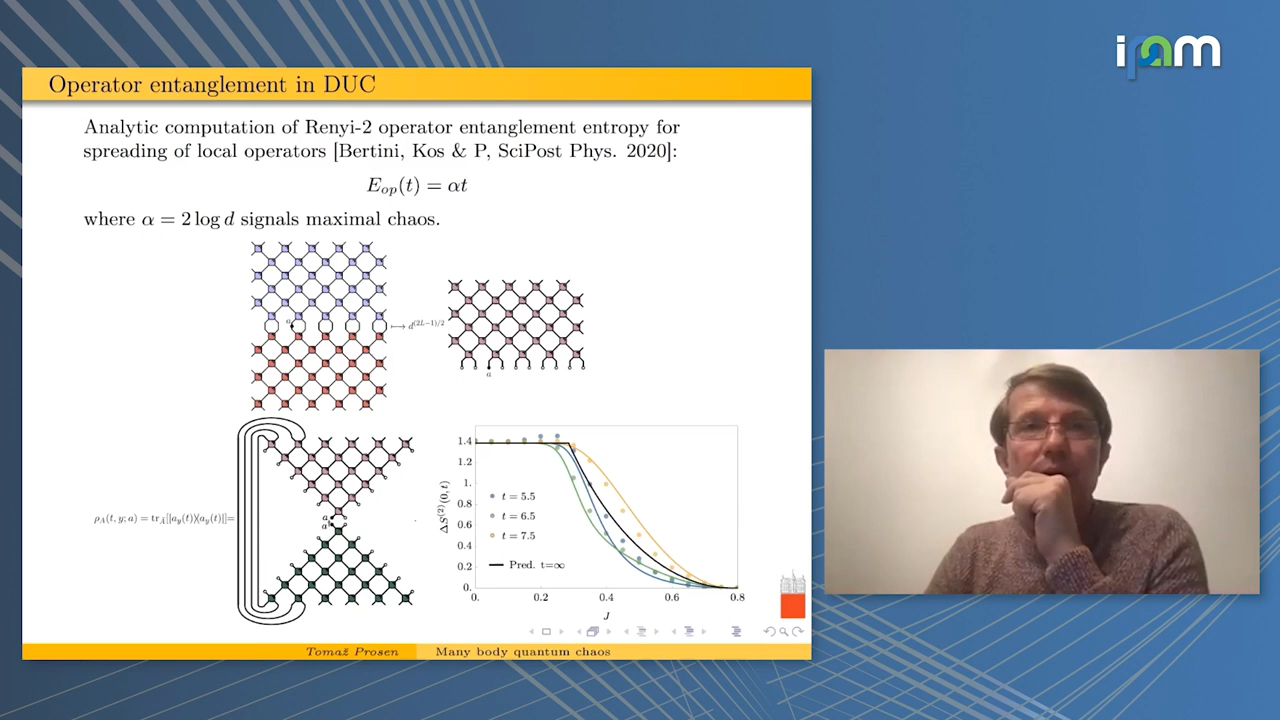 ipam
Operator entanglement in DUC
Analytic computation of Renyi-2 operator entanglement entropy for
spreading of local operators [Bertini, Kos & P, SciPost Phys. 2020]:
E_op(t) = αt
where α = 2 log d signals maximal chaos.
a
⟼ d^(2L−1)/2
a
ρ_A(t, y; a) = tr_Ā[|a_y(t)⟩⟨a_y(t)|] =
a
a†
ΔS^(2)(0, t)
1.4
1.2
1.
0.8
0.6
0.4
0.2
0.
t = 5.5
t = 6.5
t = 7.5
Pred. t=∞
0. 0.2 0.4 0.6 0.8
J
Tomaž Prosen Many body quantum chaos